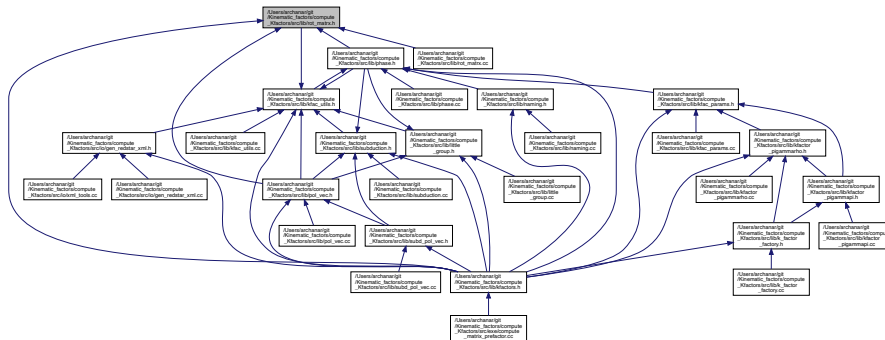 /Users/archanar/git
/Kinematic_factors/compute
_Kfactors/src/lib/rot_matrx.h
/Users/archanar/git
/Kinematic_factors/compute
_Kfactors/src/lib/phase.h
/Users/archanar/git
/Kinematic_factors/compute
_Kfactors/src/lib/rot_matrx.cc
/Users/archanar/git
/Kinematic_factors/compute
_Kfactors/src/lib/kfac_utils.h
/Users/archanar/git
/Kinematic_factors/compute
_Kfactors/src/lib/phase.cc
/Users/archanar/git
/Kinematic_factors/compute
_Kfactors/src/lib/naming.h
/Users/archanar/git
/Kinematic_factors/compute
_Kfactors/src/lib/kfac_params.h
/Users/archanar/git
/Kinematic_factors/compute
_Kfactors/src/io/gen_redstar_xml.h
/Users/archanar/git
/Kinematic_factors/compute
_Kfactors/src/lib/kfac_utils.cc
/Users/archanar/git
/Kinematic_factors/compute
_Kfactors/src/lib/subduction.h
/Users/archanar/git
/Kinematic_factors/compute
_Kfactors/src/lib/little
_group.h
/Users/archanar/git
/Kinematic_factors/compute
_Kfactors/src/lib/naming.cc
/Users/archanar/git
/Kinematic_factors/compute
_Kfactors/src/lib/kfac_params.cc
/Users/archanar/git
/Kinematic_factors/compute
_Kfactors/src/lib/kfactor
_pigammarho.h
/Users/archanar/git
/Kinematic_factors/compute
_Kfactors/src/io/xml_tools.cc
/Users/archanar/git
/Kinematic_factors/compute
_Kfactors/src/io/gen_redstar_xml.cc
/Users/archanar/git
/Kinematic_factors/compute
_Kfactors/src/lib/pol_vec.h
/Users/archanar/git
/Kinematic_factors/compute
_Kfactors/src/lib/subduction.cc
/Users/archanar/git
/Kinematic_factors/compute
_Kfactors/src/lib/little
_group.cc
/Users/archanar/git
/Kinematic_factors/compute
_Kfactors/src/lib/kfactor
_pigammarho.cc
/Users/archanar/git
/Kinematic_factors/compute
_Kfactors/src/lib/kfactor
_pigammapi.h
/Users/archanar/git
/Kinematic_factors/compute
_Kfactors/src/lib/pol_vec.cc
/Users/archanar/git
/Kinematic_factors/compute
_Kfactors/src/lib/subd_pol_vec.h
/Users/archanar/git
/Kinematic_factors/compute
_Kfactors/src/lib/k_factor
_factory.h
/Users/archanar/git
/Kinematic_factors/compute
_Kfactors/src/lib/kfactor
_pigammapi.cc
/Users/archanar/git
/Kinematic_factors/compute
_Kfactors/src/lib/subd_pol_vec.cc
/Users/archanar/git
/Kinematic_factors/compute
_Kfactors/src/lib/kfactors.h
/Users/archanar/git
/Kinematic_factors/compute
_Kfactors/src/lib/k_factor
_factory.cc
/Users/archanar/git
/Kinematic_factors/compute
_Kfactors/src/exe/compute
_matrix_prefactor.cc